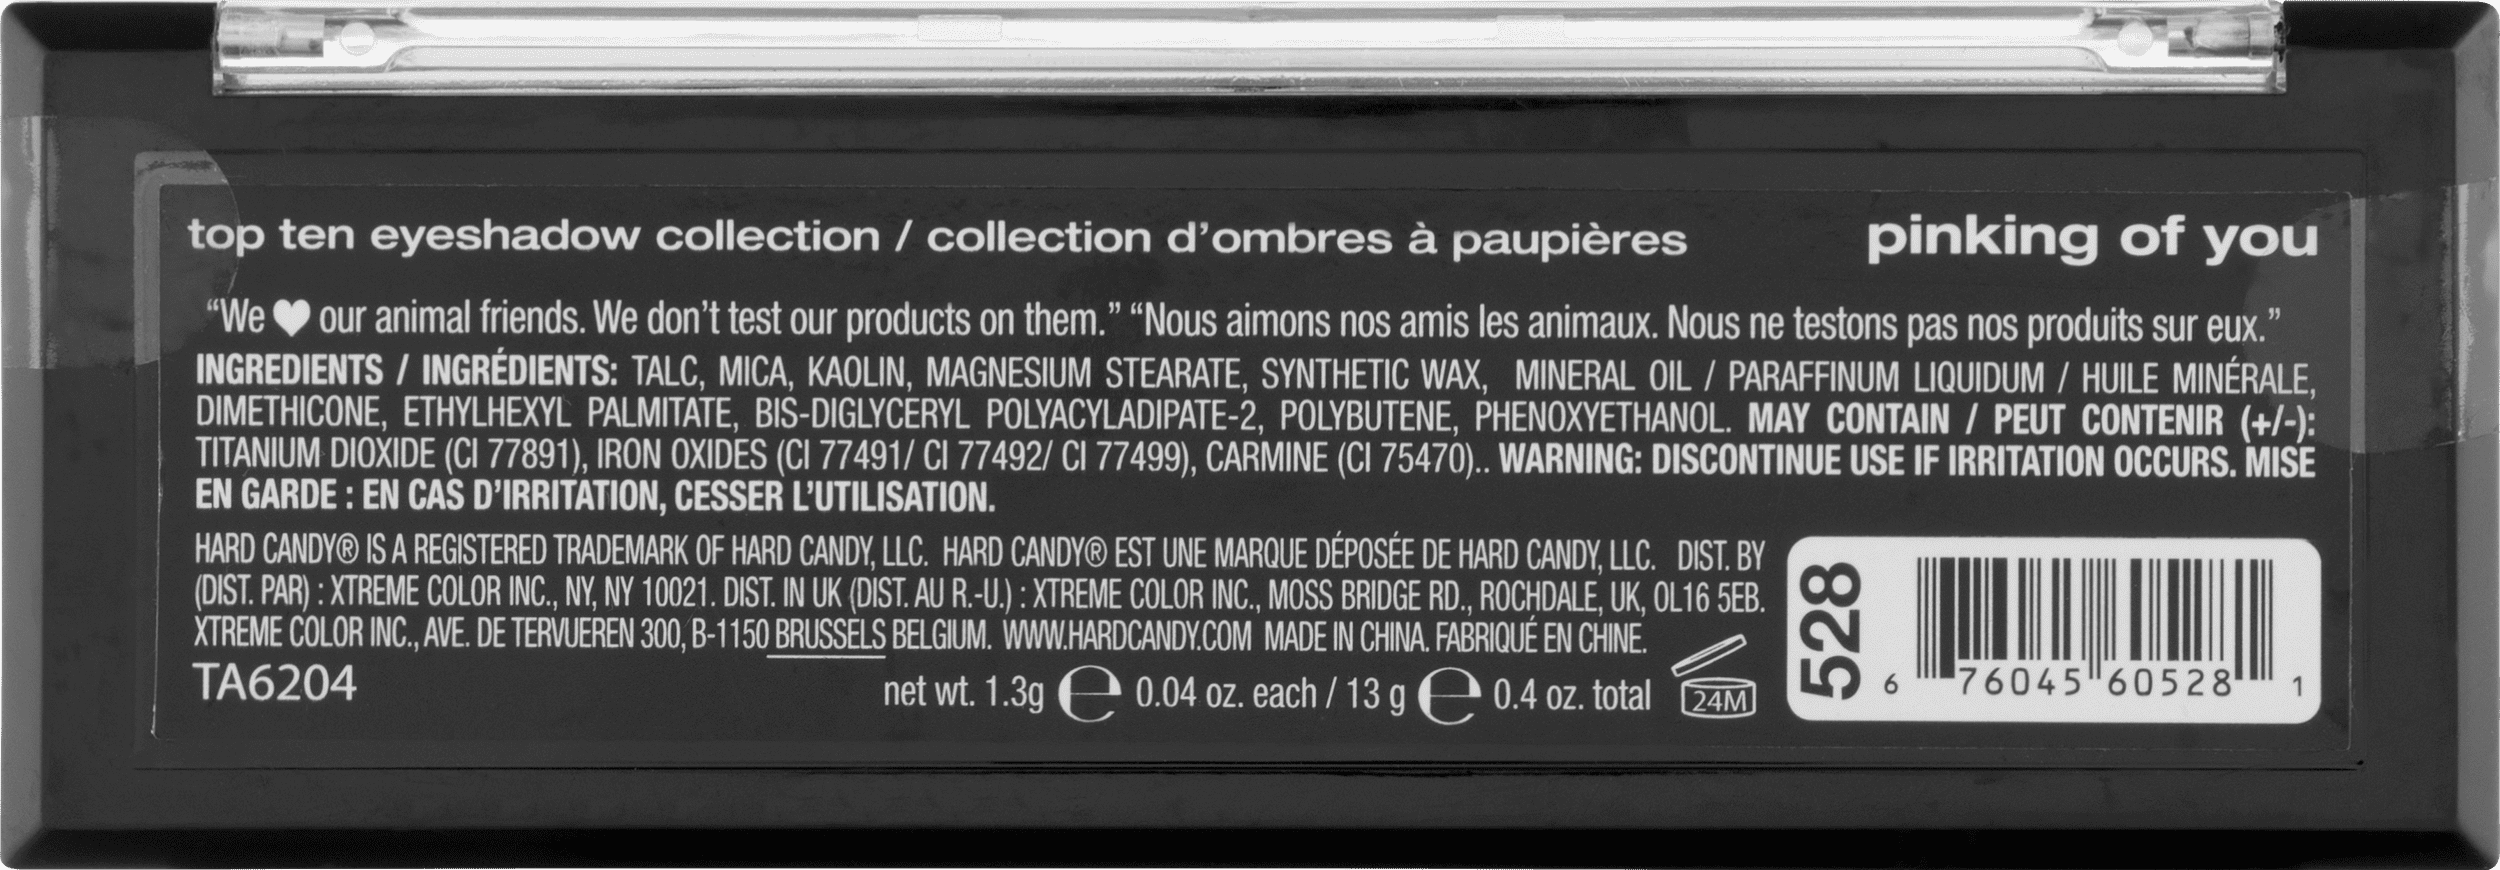 top ten eyeshadow collection / collection d’ombres à paupières
pinking of you
“We ♥ our animal friends. We don’t test our products on them.” “Nous aimons nos amis les animaux. Nous ne testons pas nos produits sur eux.”
INGREDIENTS / INGRÉDIENTS: TALC, MICA, KAOLIN, MAGNESIUM STEARATE, SYNTHETIC WAX, MINERAL OIL / PARAFFINUM LIQUIDUM / HUILE MINÉRALE,
DIMETHICONE, ETHYLHEXYL PALMITATE, BIS-DIGLYCERYL POLYACYLADIPATE-2, POLYBUTENE, PHENOXYETHANOL. MAY CONTAIN / PEUT CONTENIR (+/-):
TITANIUM DIOXIDE (CI 77891), IRON OXIDES (CI 77491/ CI 77492/ CI 77499), CARMINE (CI 75470).. WARNING: DISCONTINUE USE IF IRRITATION OCCURS. MISE
EN GARDE : EN CAS D’IRRITATION, CESSER L’UTILISATION.
HARD CANDY® IS A REGISTERED TRADEMARK OF HARD CANDY, LLC. HARD CANDY® EST UNE MARQUE DÉPOSÉE DE HARD CANDY, LLC. DIST. BY
(DIST. PAR) : XTREME COLOR INC., NY, NY 10021. DIST. IN UK (DIST. AU R.-U.) : XTREME COLOR INC., MOSS BRIDGE RD., ROCHDALE, UK, OL16 5EB.
XTREME COLOR INC., AVE. DE TERVUEREN 300, B-1150 BRUSSELS BELGIUM. WWW.HARDCANDY.COM MADE IN CHINA. FABRIQUÉ EN CHINE.
TA6204
net wt. 1.3g ℮ 0.04 oz. each / 13 g ℮ 0.4 oz. total
24M
528
6 76045 60528 1